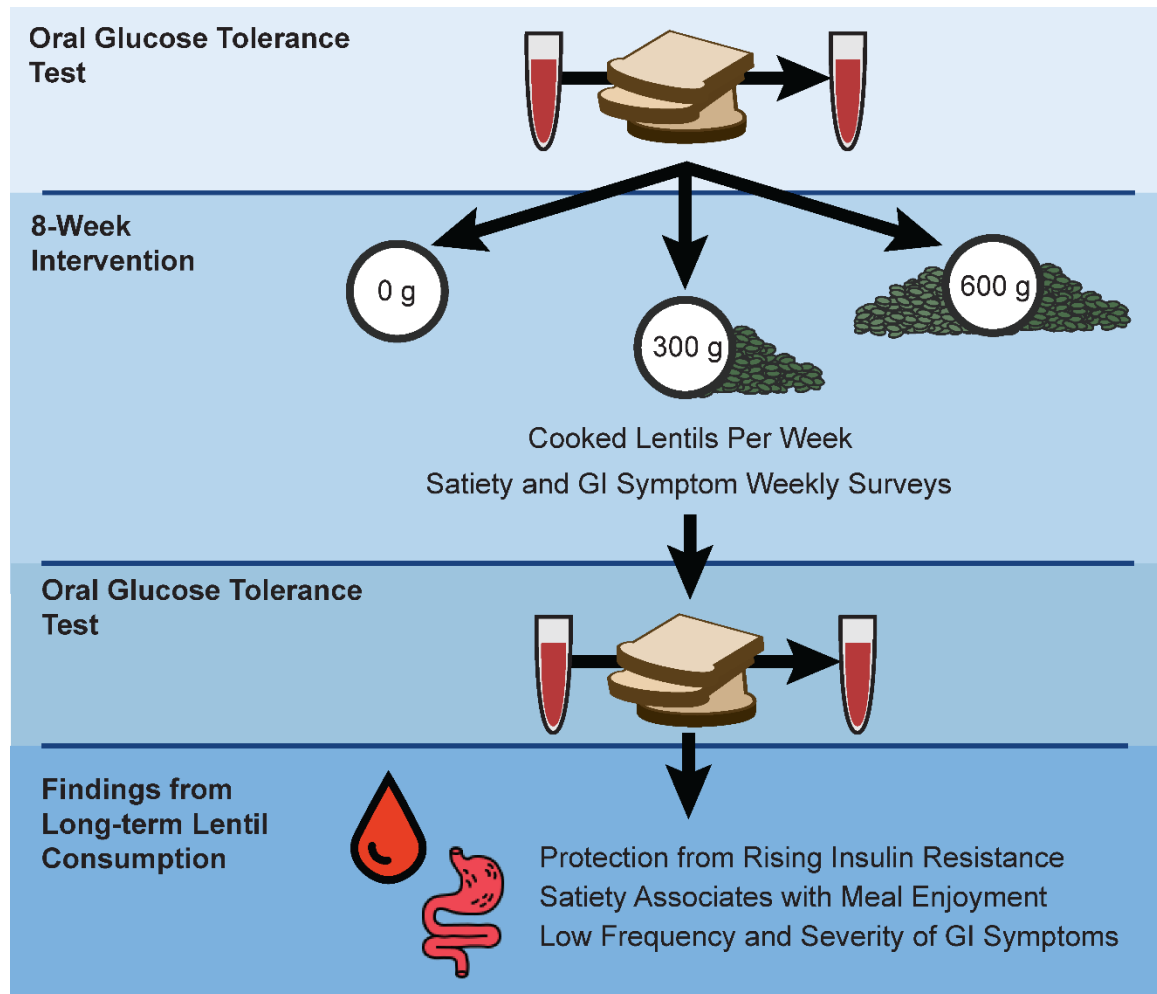 Oral Glucose Tolerance
Test
8-Week
Intervention
0 g
300 g
600 g
Cooked Lentils Per Week
Satiety and GI Symptom Weekly Surveys
Oral Glucose Tolerance
Test
Findings from
Long-term Lentil
Consumption
Protection from Rising Insulin Resistance
Satiety Associates with Meal Enjoyment
Low Frequency and Severity of GI Symptoms